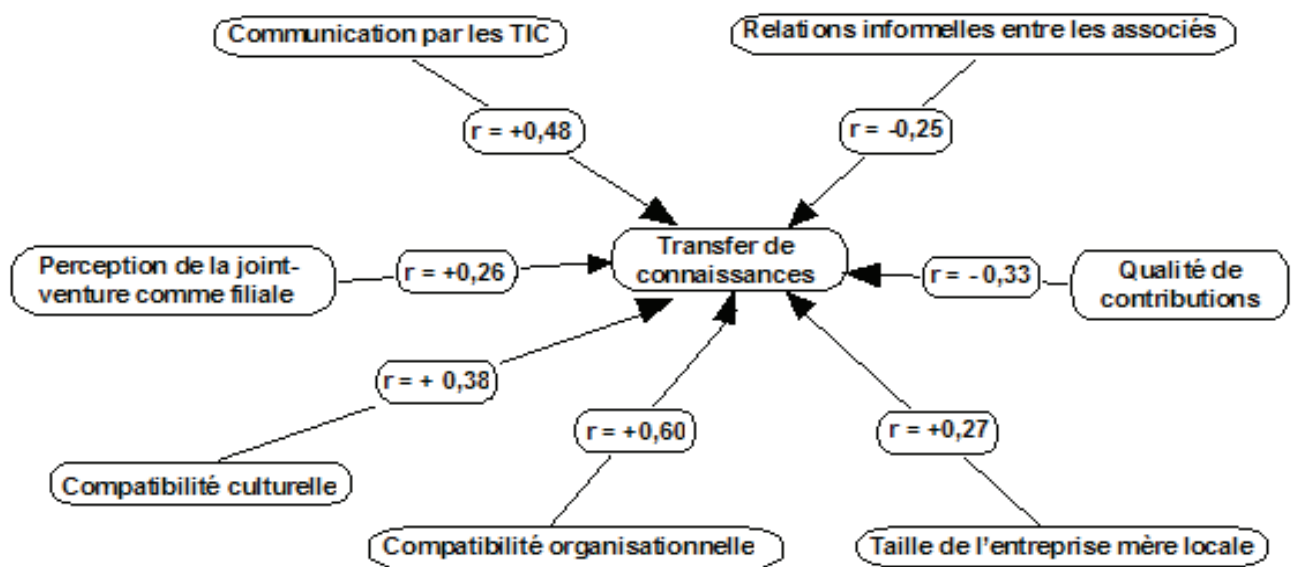 Communication par les TIC
Relations informelles entre les associés
r = +0,48
r = -0,25
Transfer de
connaissances
Perception de la joint-
venture comme filiale
r = +0,26
r = - 0,33
Qualité de
contributions
r = + 0,38
r = +0,60
r = +0,27
Compatibilité culturelle
Compatibilité organisationnelle
Taille de l'entreprise mère locale